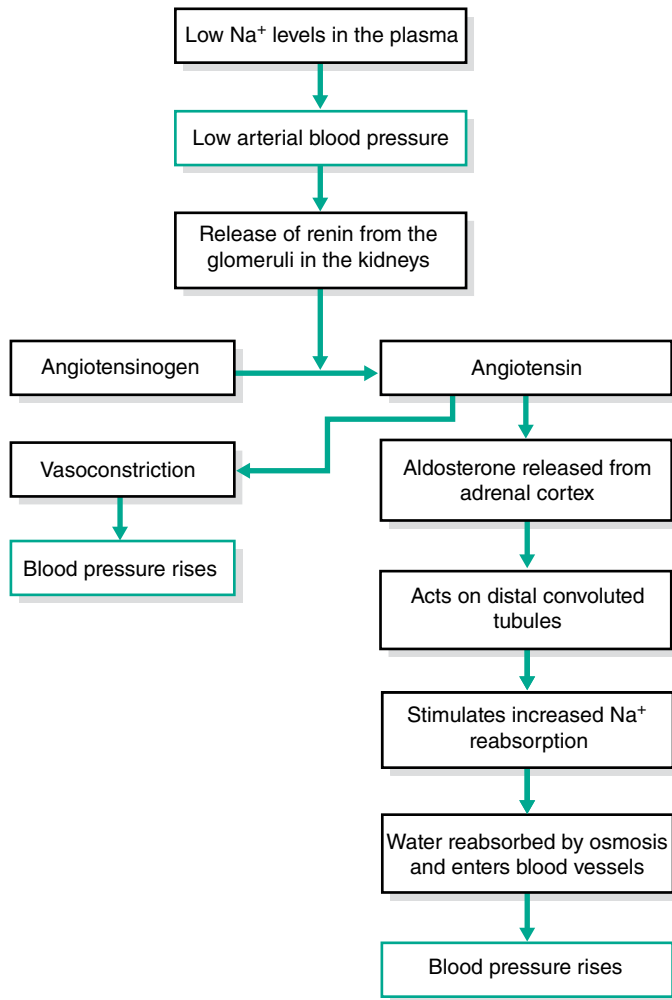 Low Na⁺ levels in the plasma
Low arterial blood pressure
Release of renin from the
glomeruli in the kidneys
Angiotensinogen
Angiotensin
Vasoconstriction
Aldosterone released from
adrenal cortex
Blood pressure rises
Acts on distal convoluted
tubules
Stimulates increased Na⁺
reabsorption
Water reabsorbed by osmosis
and enters blood vessels
Blood pressure rises